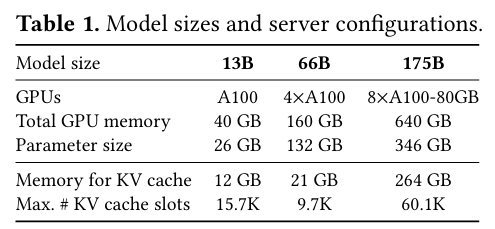 Table 1. Model sizes and server configurations.
Model size 13B 66B 175B
GPUs A100 4×A100 8×A100-80GB
Total GPU memory 40 GB 160 GB 640 GB
Parameter size 26 GB 132 GB 346 GB
Memory for KV cache 12 GB 21 GB 264 GB
Max. # KV cache slots 15.7K 9.7K 60.1K